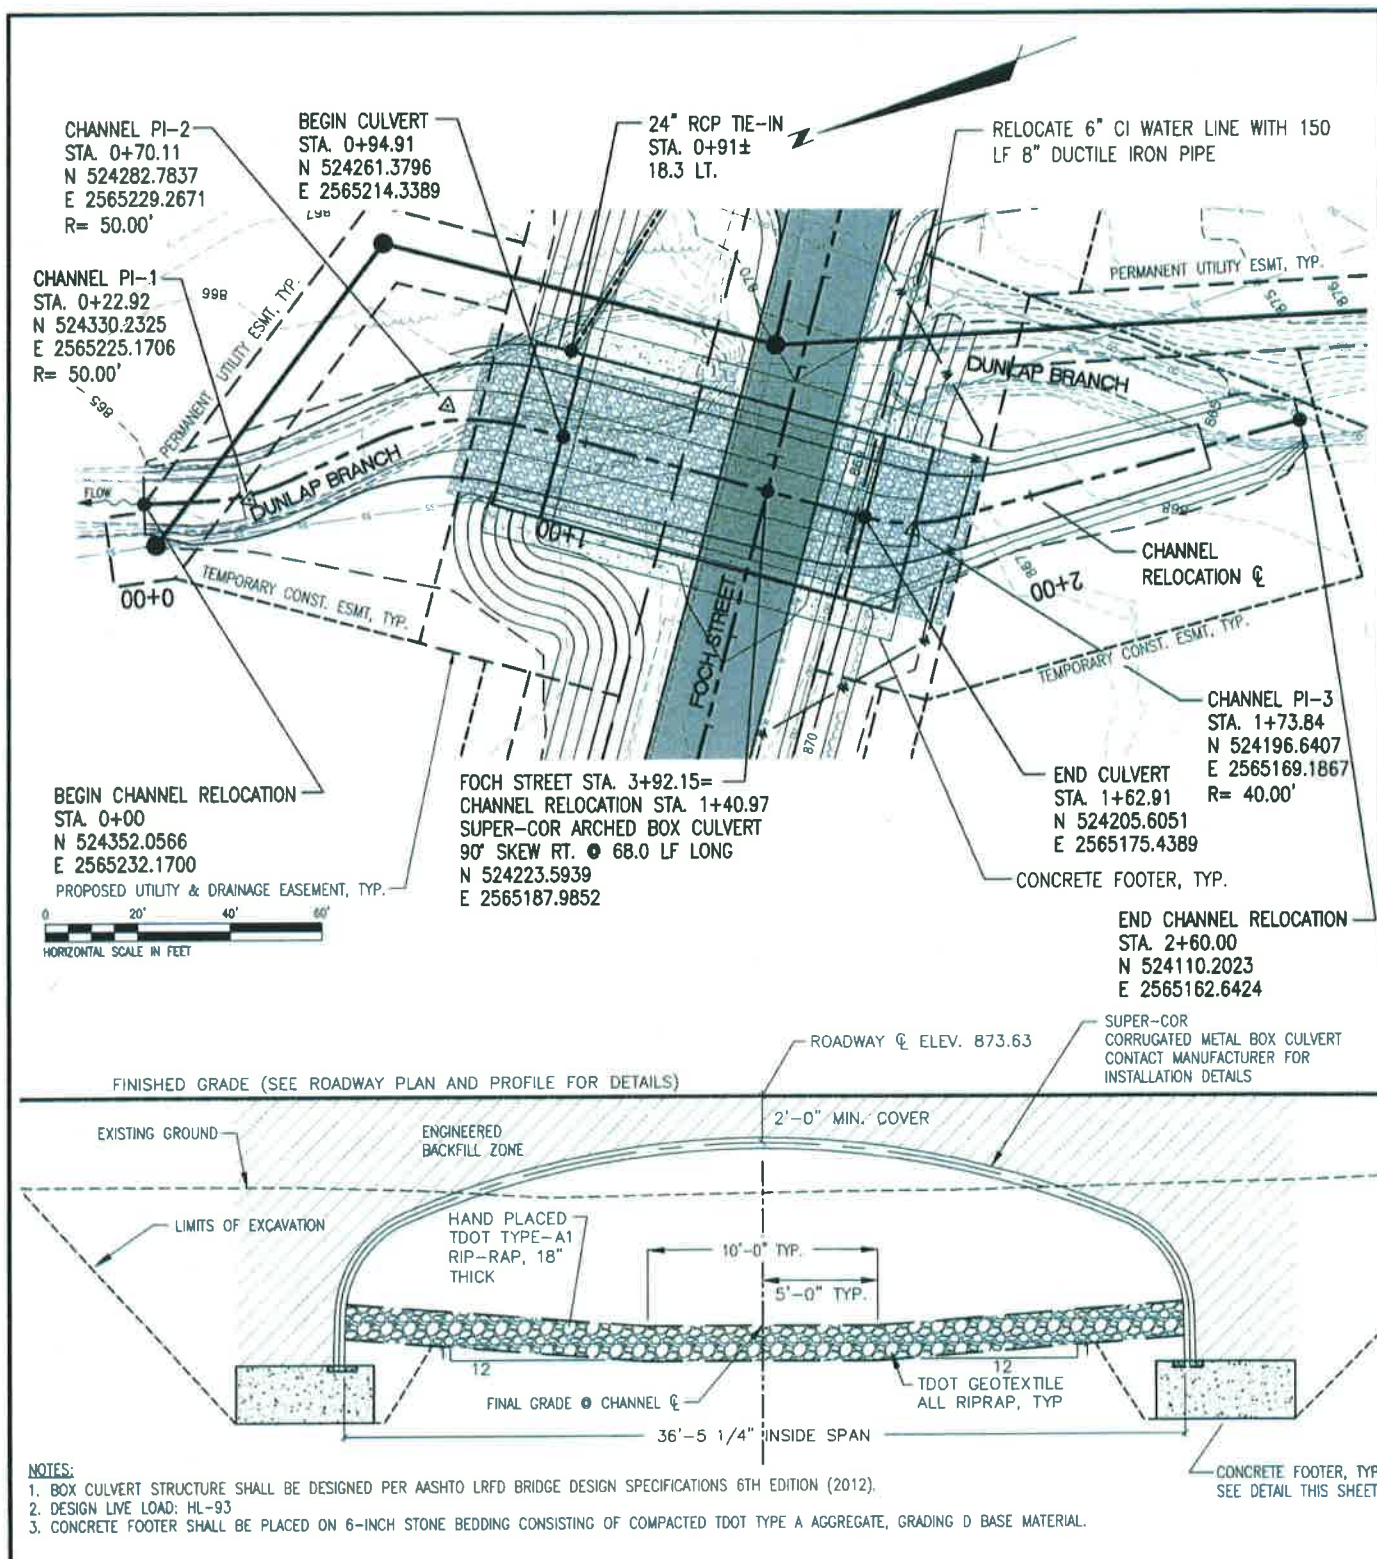 CHANNEL PI-2
STA. 0+70.11
N 524282.7837
E 2565229.2671
R= 50.00'
BEGIN CULVERT
STA. 0+94.91
N 524261.3796
E 2565214.3389
24" RCP TIE-IN
STA. 0+91±
18.3 LT.
RELOCATE 6" CI WATER LINE WITH 150
LF 8" DUCTILE IRON PIPE
CHANNEL PI-1
STA. 0+22.92
N 524330.2325
E 2565225.1706
R= 50.00'
867
866
865
PERMANENT UTILITY ESMT, TYP.
870
PERMANENT UTILITY ESMT, TYP.
875
876
DUNLAP BRANCH
DUNLAP BRANCH
FLOW
0+00
1+00
2+00
868
867
TEMPORARY CONST. ESMT, TYP.
FOCH STREET
870
CHANNEL
RELOCATION ℄
TEMPORARY CONST. ESMT, TYP.
CHANNEL PI-3
STA. 1+73.84
N 524196.6407
E 2565169.1867
R= 40.00'
BEGIN CHANNEL RELOCATION
STA. 0+00
N 524352.0566
E 2565232.1700
PROPOSED UTILITY & DRAINAGE EASEMENT, TYP.
0 20' 40' 60'
HORIZONTAL SCALE IN FEET
FOCH STREET STA. 3+92.15=
CHANNEL RELOCATION STA. 1+40.97
SUPER-COR ARCHED BOX CULVERT
90° SKEW RT. @ 68.0 LF LONG
N 524223.5939
E 2565187.9852
END CULVERT
STA. 1+62.91
N 524205.6051
E 2565175.4389
CONCRETE FOOTER, TYP.
END CHANNEL RELOCATION
STA. 2+60.00
N 524110.2023
E 2565162.6424
ROADWAY ℄ ELEV. 873.63
SUPER-COR
CORRUGATED METAL BOX CULVERT
CONTACT MANUFACTURER FOR
INSTALLATION DETAILS
FINISHED GRADE (SEE ROADWAY PLAN AND PROFILE FOR DETAILS)
2'-0" MIN. COVER
EXISTING GROUND
ENGINEERED
BACKFILL ZONE
LIMITS OF EXCAVATION
HAND PLACED
TDOT TYPE-A1
RIP-RAP, 18"
THICK
10'-0" TYP.
5'-0" TYP.
12
12
FINAL GRADE @ CHANNEL ℄
TDOT GEOTEXTILE
ALL RIPRAP, TYP
36'-5 1/4" INSIDE SPAN
CONCRETE FOOTER, TYP
SEE DETAIL THIS SHEET
NOTES:
1. BOX CULVERT STRUCTURE SHALL BE DESIGNED PER AASHTO LRFD BRIDGE DESIGN SPECIFICATIONS 6TH EDITION (2012).
2. DESIGN LIVE LOAD: HL-93
3. CONCRETE FOOTER SHALL BE PLACED ON 6-INCH STONE BEDDING CONSISTING OF COMPACTED TDOT TYPE A AGGREGATE, GRADING D BASE MATERIAL.